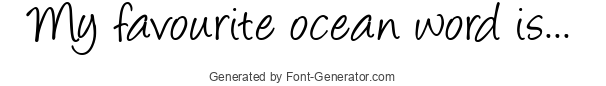 My favourite ocean word is...
Generated by Font-Generator.com